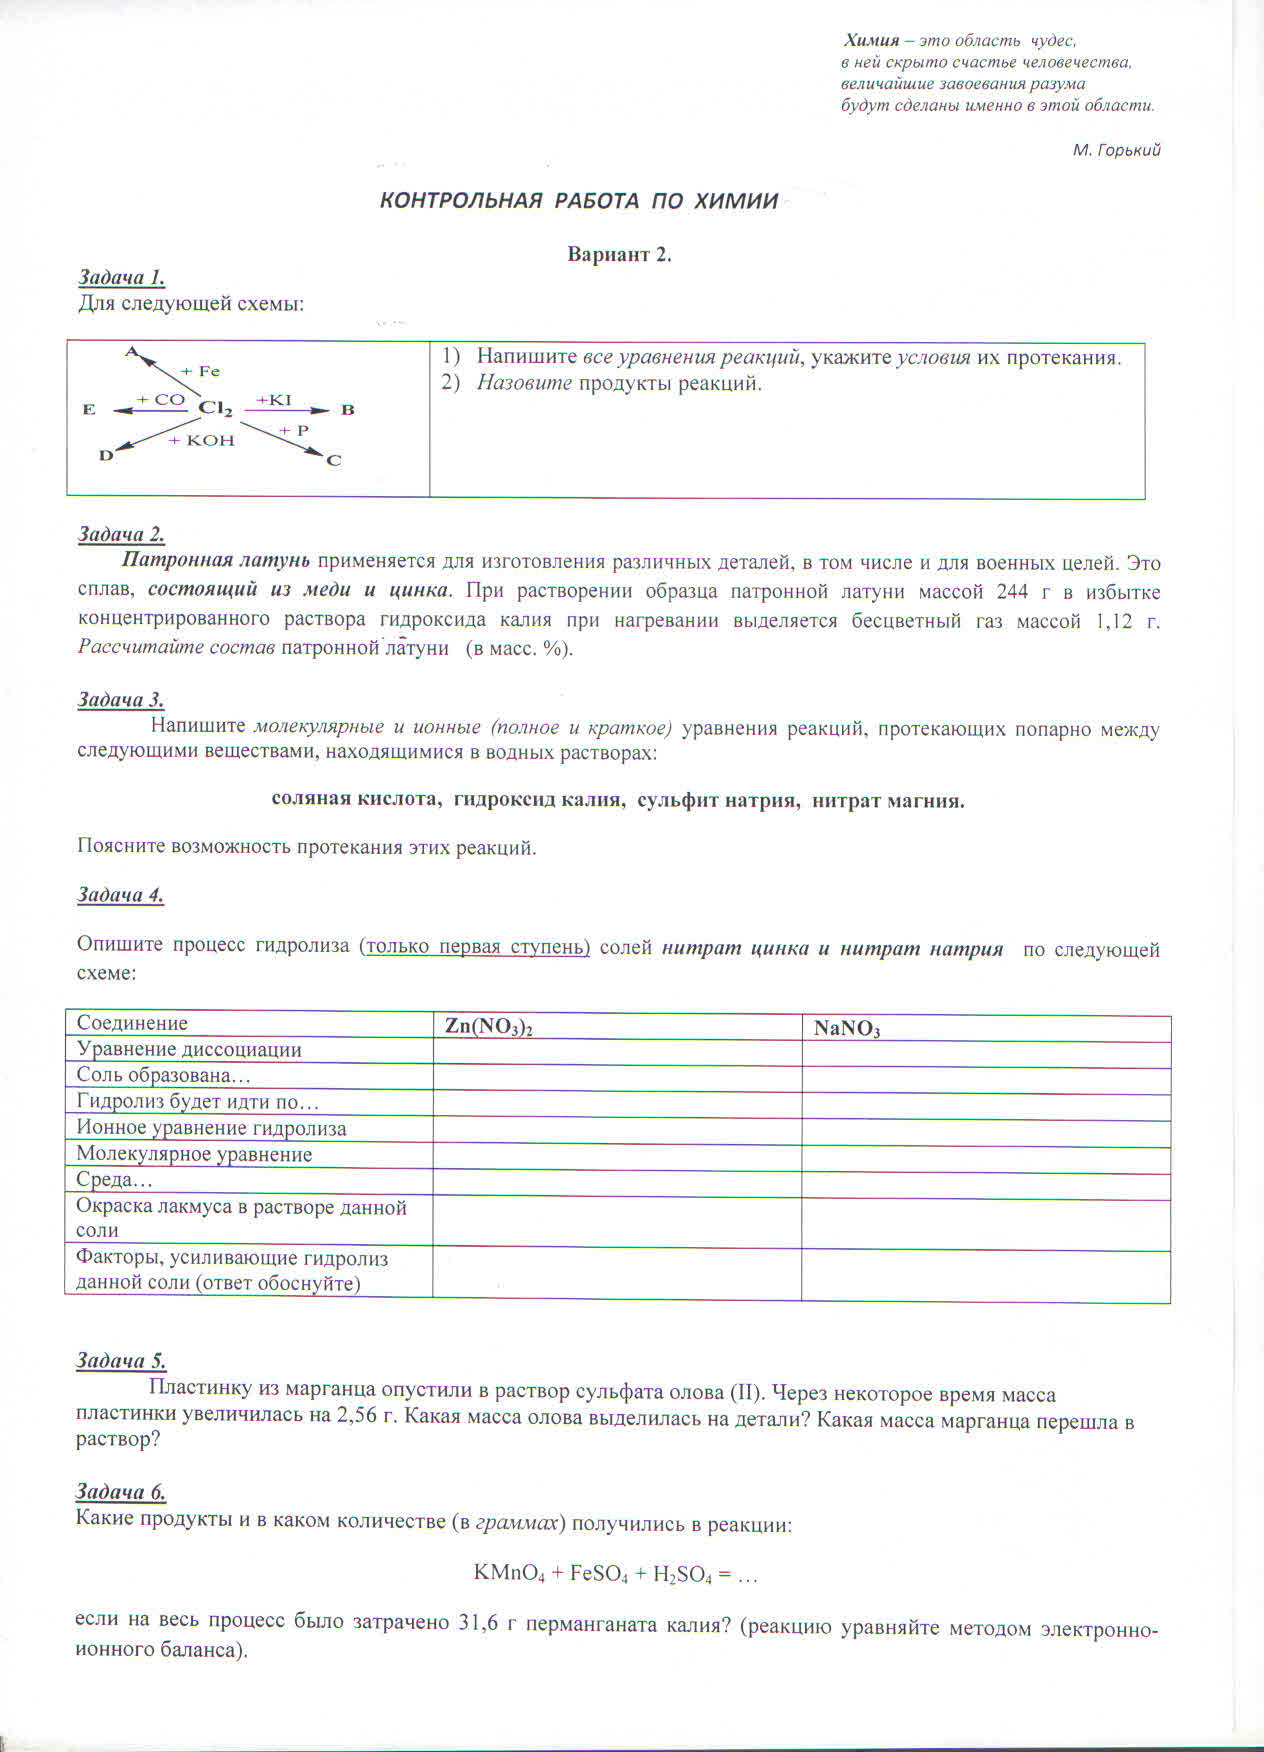 Химия – это область чудес,
в ней скрыто счастье человечества,
величайшие завоевания разума
будут сделаны именно в этой области.
М. Горький
КОНТРОЛЬНАЯ РАБОТА ПО ХИМИИ
Вариант 2.
Задача 1.
Для следующей схемы:
A
+ Fe
E
+ CO
Cl₂
+KI
B
+ P
+ KOH
D
C
1) Напишите все уравнения реакций, укажите условия их протекания.
2) Назовите продукты реакций.
Задача 2.
Патронная латунь применяется для изготовления различных деталей, в том числе и для военных целей. Это
сплав, состоящий из меди и цинка. При растворении образца патронной латуни массой 244 г в избытке
концентрированного раствора гидроксида калия при нагревании выделяется бесцветный газ массой 1,12 г.
Рассчитайте состав патронной латуни (в масс. %).
Задача 3.
Напишите молекулярные и ионные (полное и краткое) уравнения реакций, протекающих попарно между
следующими веществами, находящимися в водных растворах:
соляная кислота, гидроксид калия, сульфит натрия, нитрат магния.
Поясните возможность протекания этих реакций.
Задача 4.
Опишите процесс гидролиза (только первая ступень) солей нитрат цинка и нитрат натрия по следующей
схеме:
Соединение
Zn(NO₃)₂
NaNO₃
Уравнение диссоциации
Соль образована…
Гидролиз будет идти по…
Ионное уравнение гидролиза
Молекулярное уравнение
Среда…
Окраска лакмуса в растворе данной
соли
Факторы, усиливающие гидролиз
данной соли (ответ обоснуйте)
Задача 5.
Пластинку из марганца опустили в раствор сульфата олова (II). Через некоторое время масса
пластинки увеличилась на 2,56 г. Какая масса олова выделилась на детали? Какая масса марганца перешла в
раствор?
Задача 6.
Какие продукты и в каком количестве (в граммах) получились в реакции:
KMnO₄ + FeSO₄ + H₂SO₄ = …
если на весь процесс было затрачено 31,6 г перманганата калия? (реакцию уравняйте методом электронно-
ионного баланса).